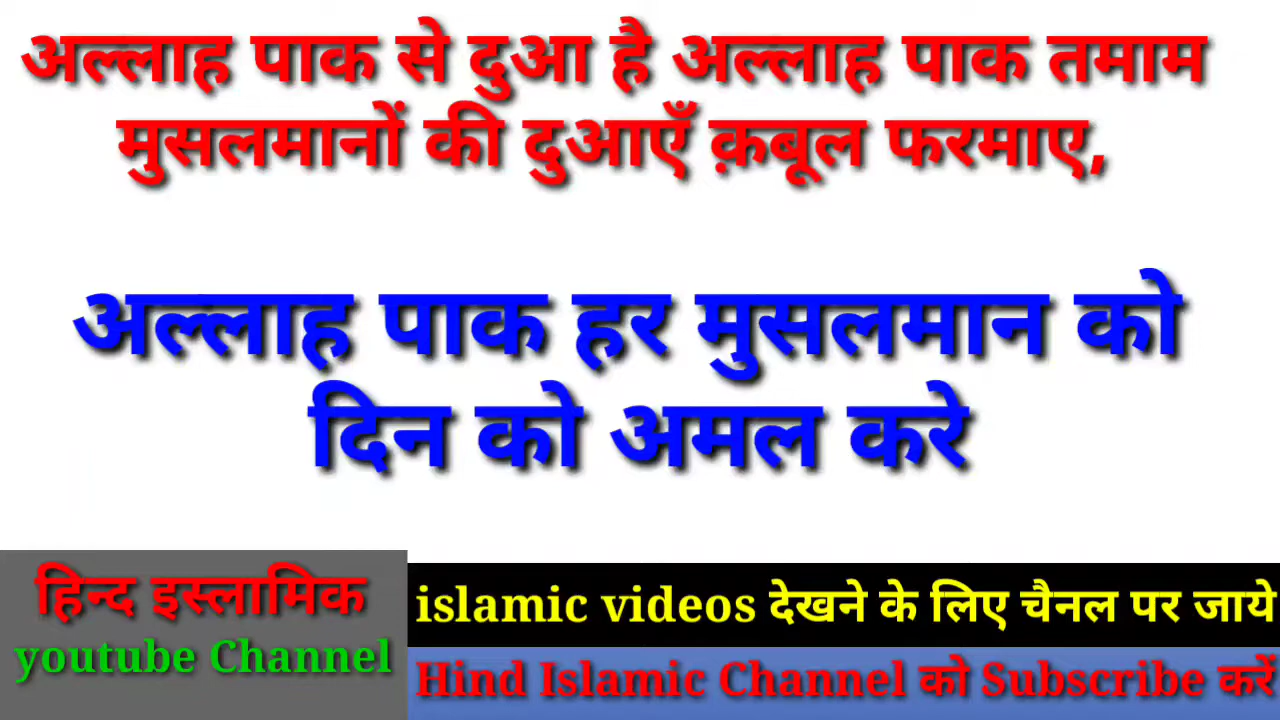 अल्लाह पाक से दुआ है अल्लाह पाक तमाम
मुसलमानों की दुआएँ क़बूल फरमाए,
अल्लाह पाक हर मुसलमान को
दिन को अमल करे
हिन्द इस्लामिक
youtube Channel
islamic videos देखने के लिए चैनल पर जाये
Hind Islamic Channel को Subscribe करें